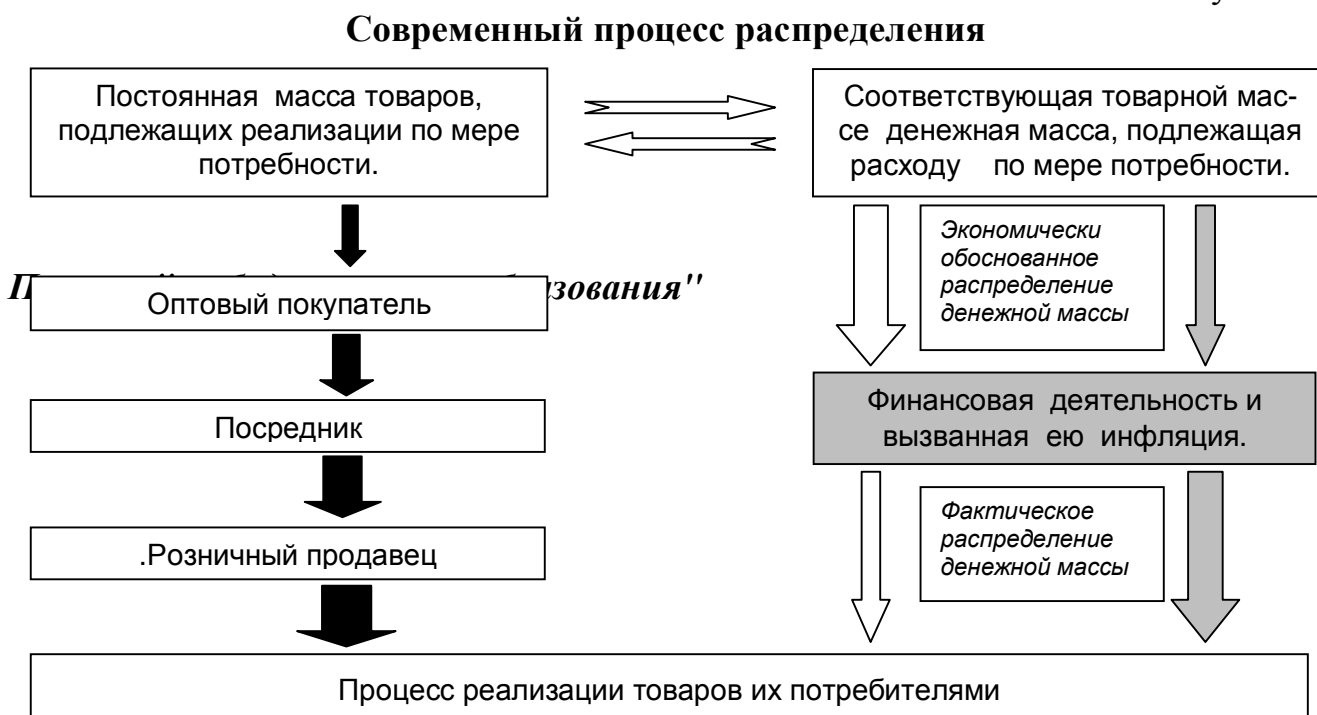 Современный процесс распределения
Постоянная масса товаров,
подлежащих реализации по мере
потребности.
Соответствующая товарной мас-
се денежная масса, подлежащая
расходу по мере потребности.
Экономически
обоснованное
распределение
денежной массы
зования"
Оптовый покупатель
Посредник
Финансовая деятельность и
вызванная ею инфляция.
Фактическое
распределение
денежной массы
.Розничный продавец
Процесс реализации товаров их потребителями